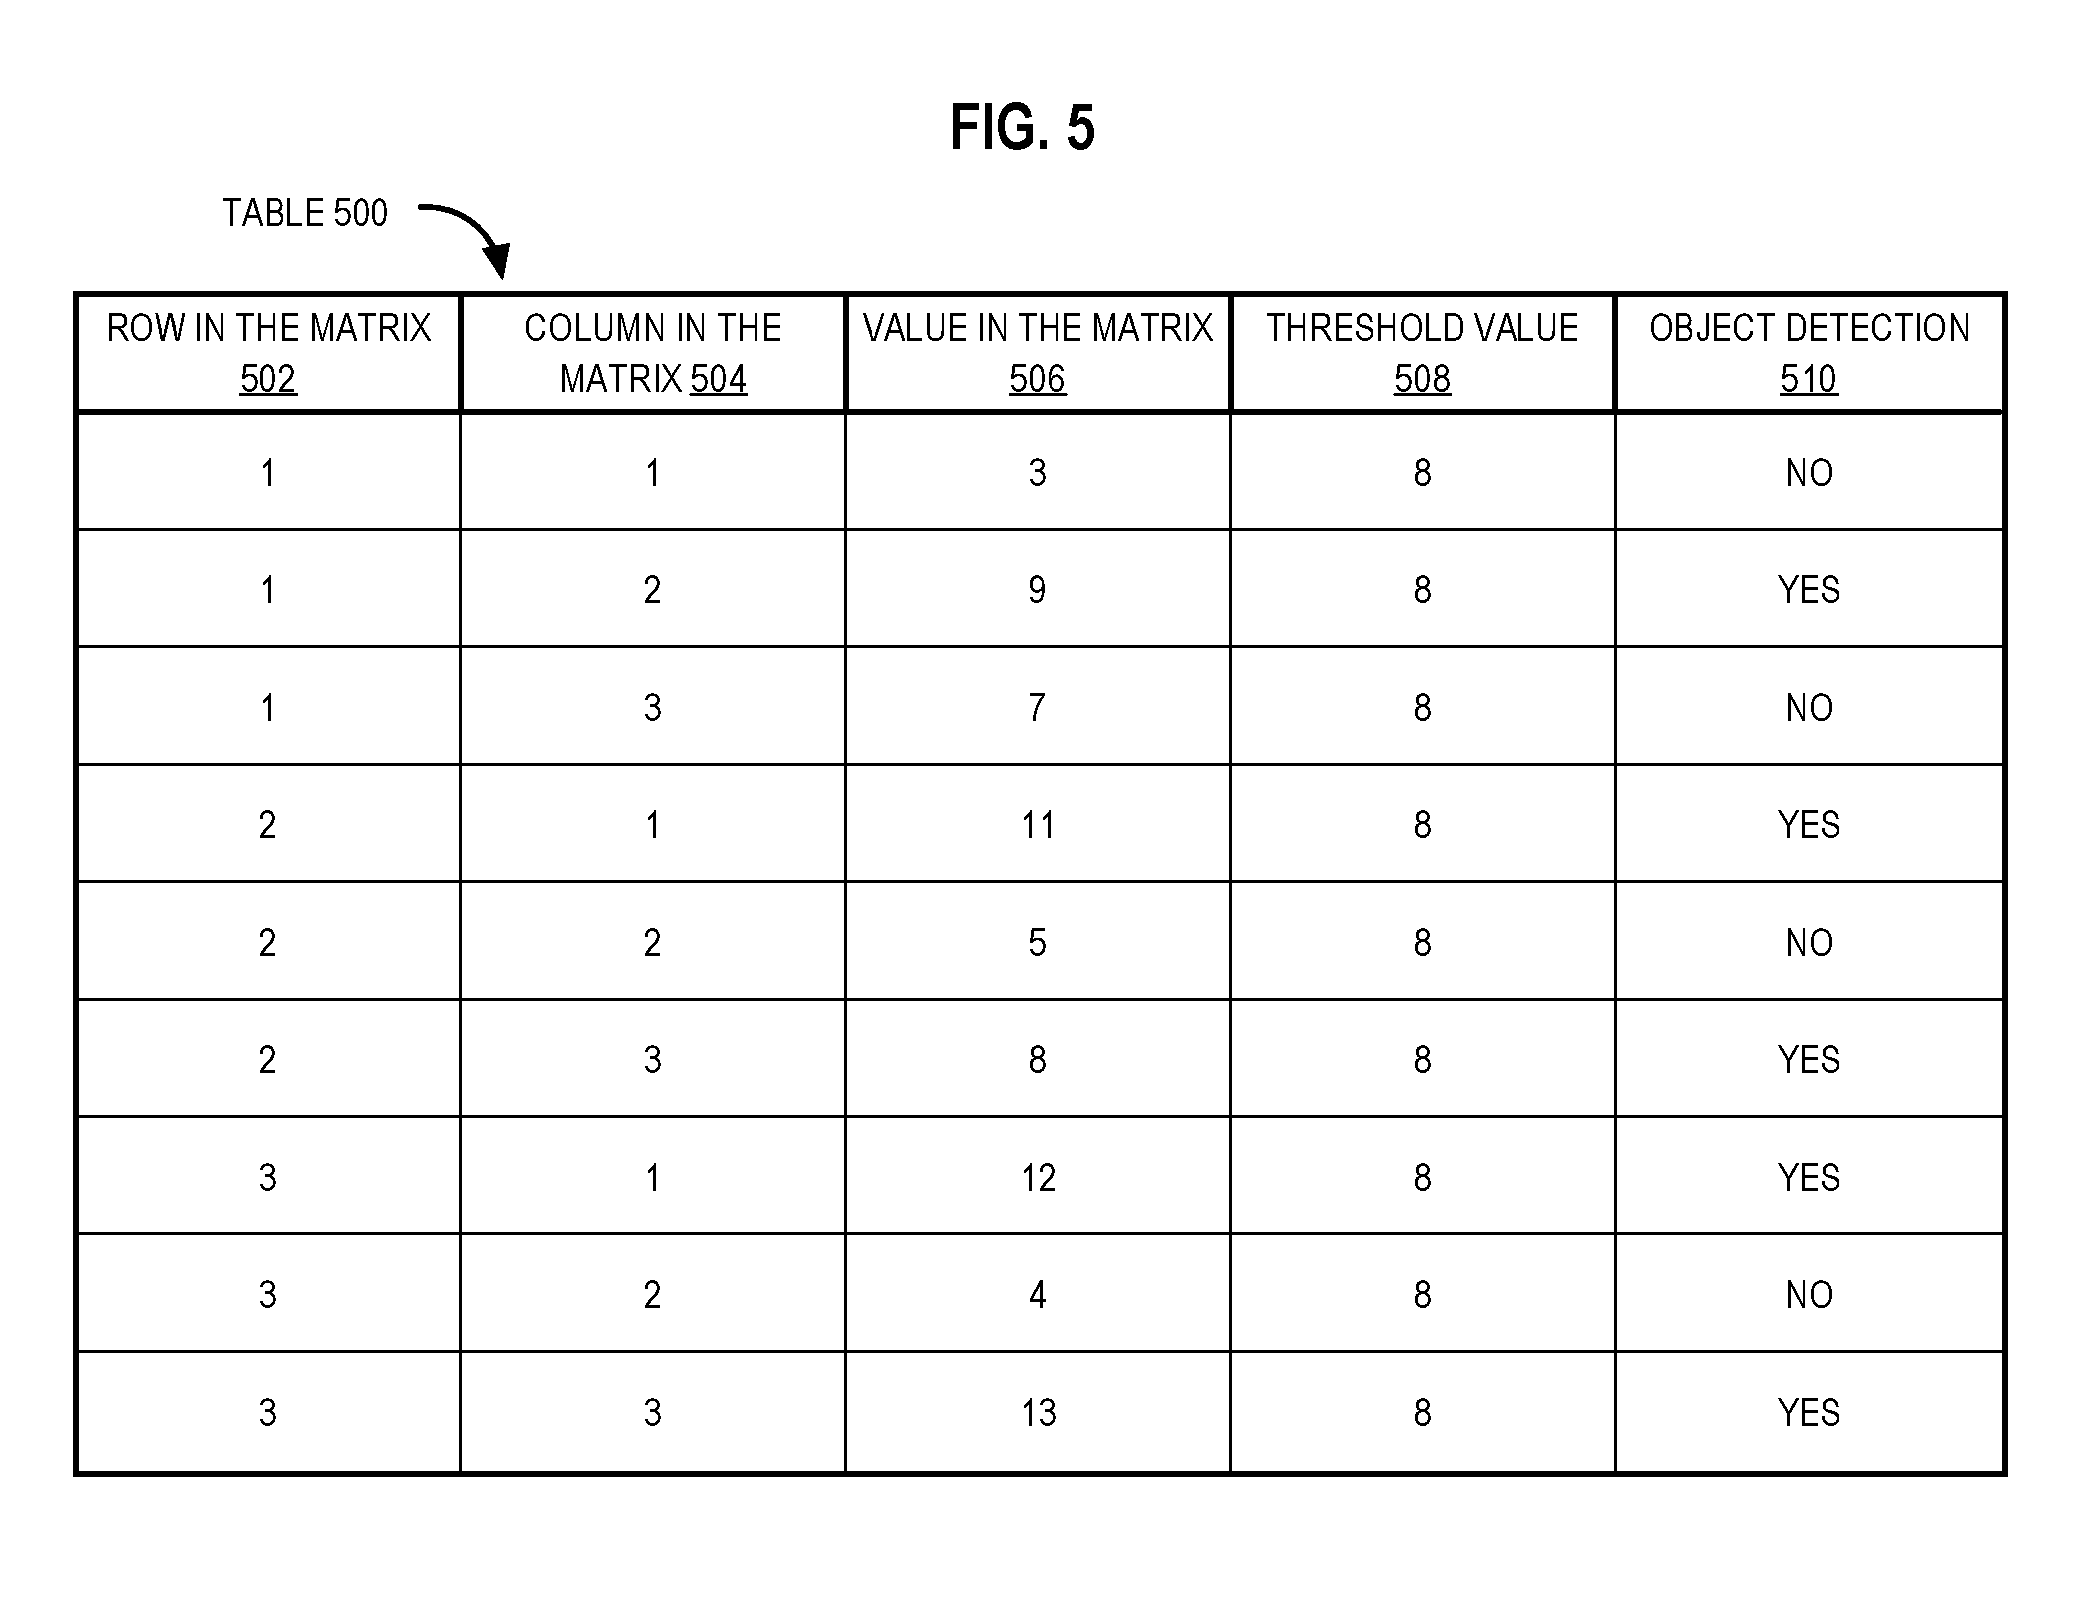 FIG. 5
TABLE 500
ROW IN THE MATRIX COLUMN IN THE VALUE IN THE MATRIX THRESHOLD VALUE OBJECT DETECTION
502 MATRIX 504 506 508 510
1 1 3 8 NO
1 2 9 8 YES
1 3 7 8 NO
2 1 11 8 YES
2 2 5 8 NO
2 3 8 8 YES
3 1 12 8 YES
3 2 4 8 NO
3 3 13 8 YES